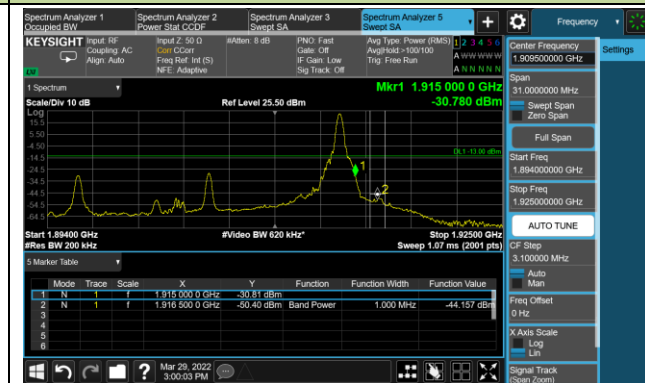 Spectrum Analyzer 1 Occupied BW
Spectrum Analyzer 2 Power Stat CCDF
Spectrum Analyzer 3 Swept SA
Spectrum Analyzer 5 Swept SA
+
Frequency
KEYSIGHT
Input: RF
Coupling: AC
Align: Auto
Input Z: 50 Ω
Corr CCorr
Freq Ref: Int (S)
NFE: Adaptive
#Atten: 8 dB
PNO: Fast
Gate: Off
IF Gain: Low
Sig Track: Off
Avg Type: Power (RMS)
Avg|Hold:>100/100
Trig: Free Run
1 2 3 4 5 6
A W W W W W
A N N N N N
1 Spectrum
Scale/Div 10 dB
Log
Ref Level 25.50 dBm
Mkr1 1.915 000 0 GHz
-30.780 dBm
15.5
5.50
-4.50
-14.5
-24.5
-34.5
-44.5
-54.5
-64.5
DL1 -13.00 dBm
1
2
Start 1.89400 GHz
#Res BW 200 kHz
#Video BW 620 kHz*
Stop 1.92500 GHz
Sweep 1.07 ms (2001 pts)
5 Marker Table
Mode Trace Scale X Y Function Function Width Function Value
1 N 1 f 1.915 000 0 GHz -30.81 dBm
2 N 1 f 1.916 500 0 GHz -50.40 dBm Band Power 1.000 MHz -44.157 dBm
3
4
5
6
Mar 29, 2022
3:00:03 PM
?
Center Frequency
1.909500000 GHz
Settings
Span
31.0000000 MHz
Swept Span
Zero Span
Full Span
Start Freq
1.894000000 GHz
Stop Freq
1.925000000 GHz
AUTO TUNE
CF Step
3.100000 MHz
Auto
Man
Freq Offset
0 Hz
X Axis Scale
Log
Lin
Signal Track
(Span Zoom)